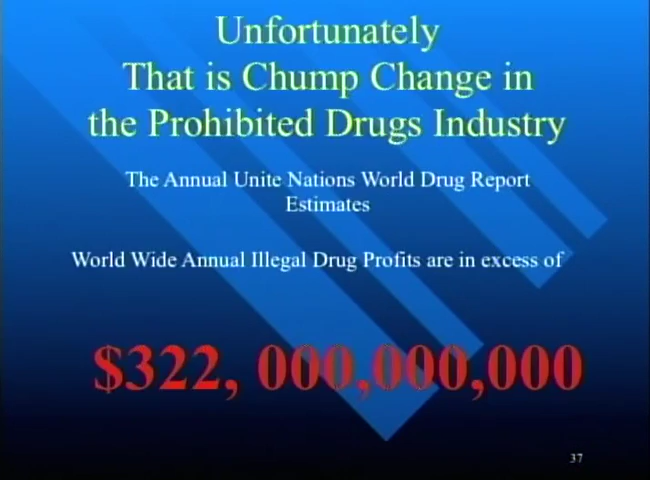 Unfortunately
That is Chump Change in
the Prohibited Drugs Industry
The Annual Unite Nations World Drug Report
Estimates
World Wide Annual Illegal Drug Profits are in excess of
$322, 000,000,000
37